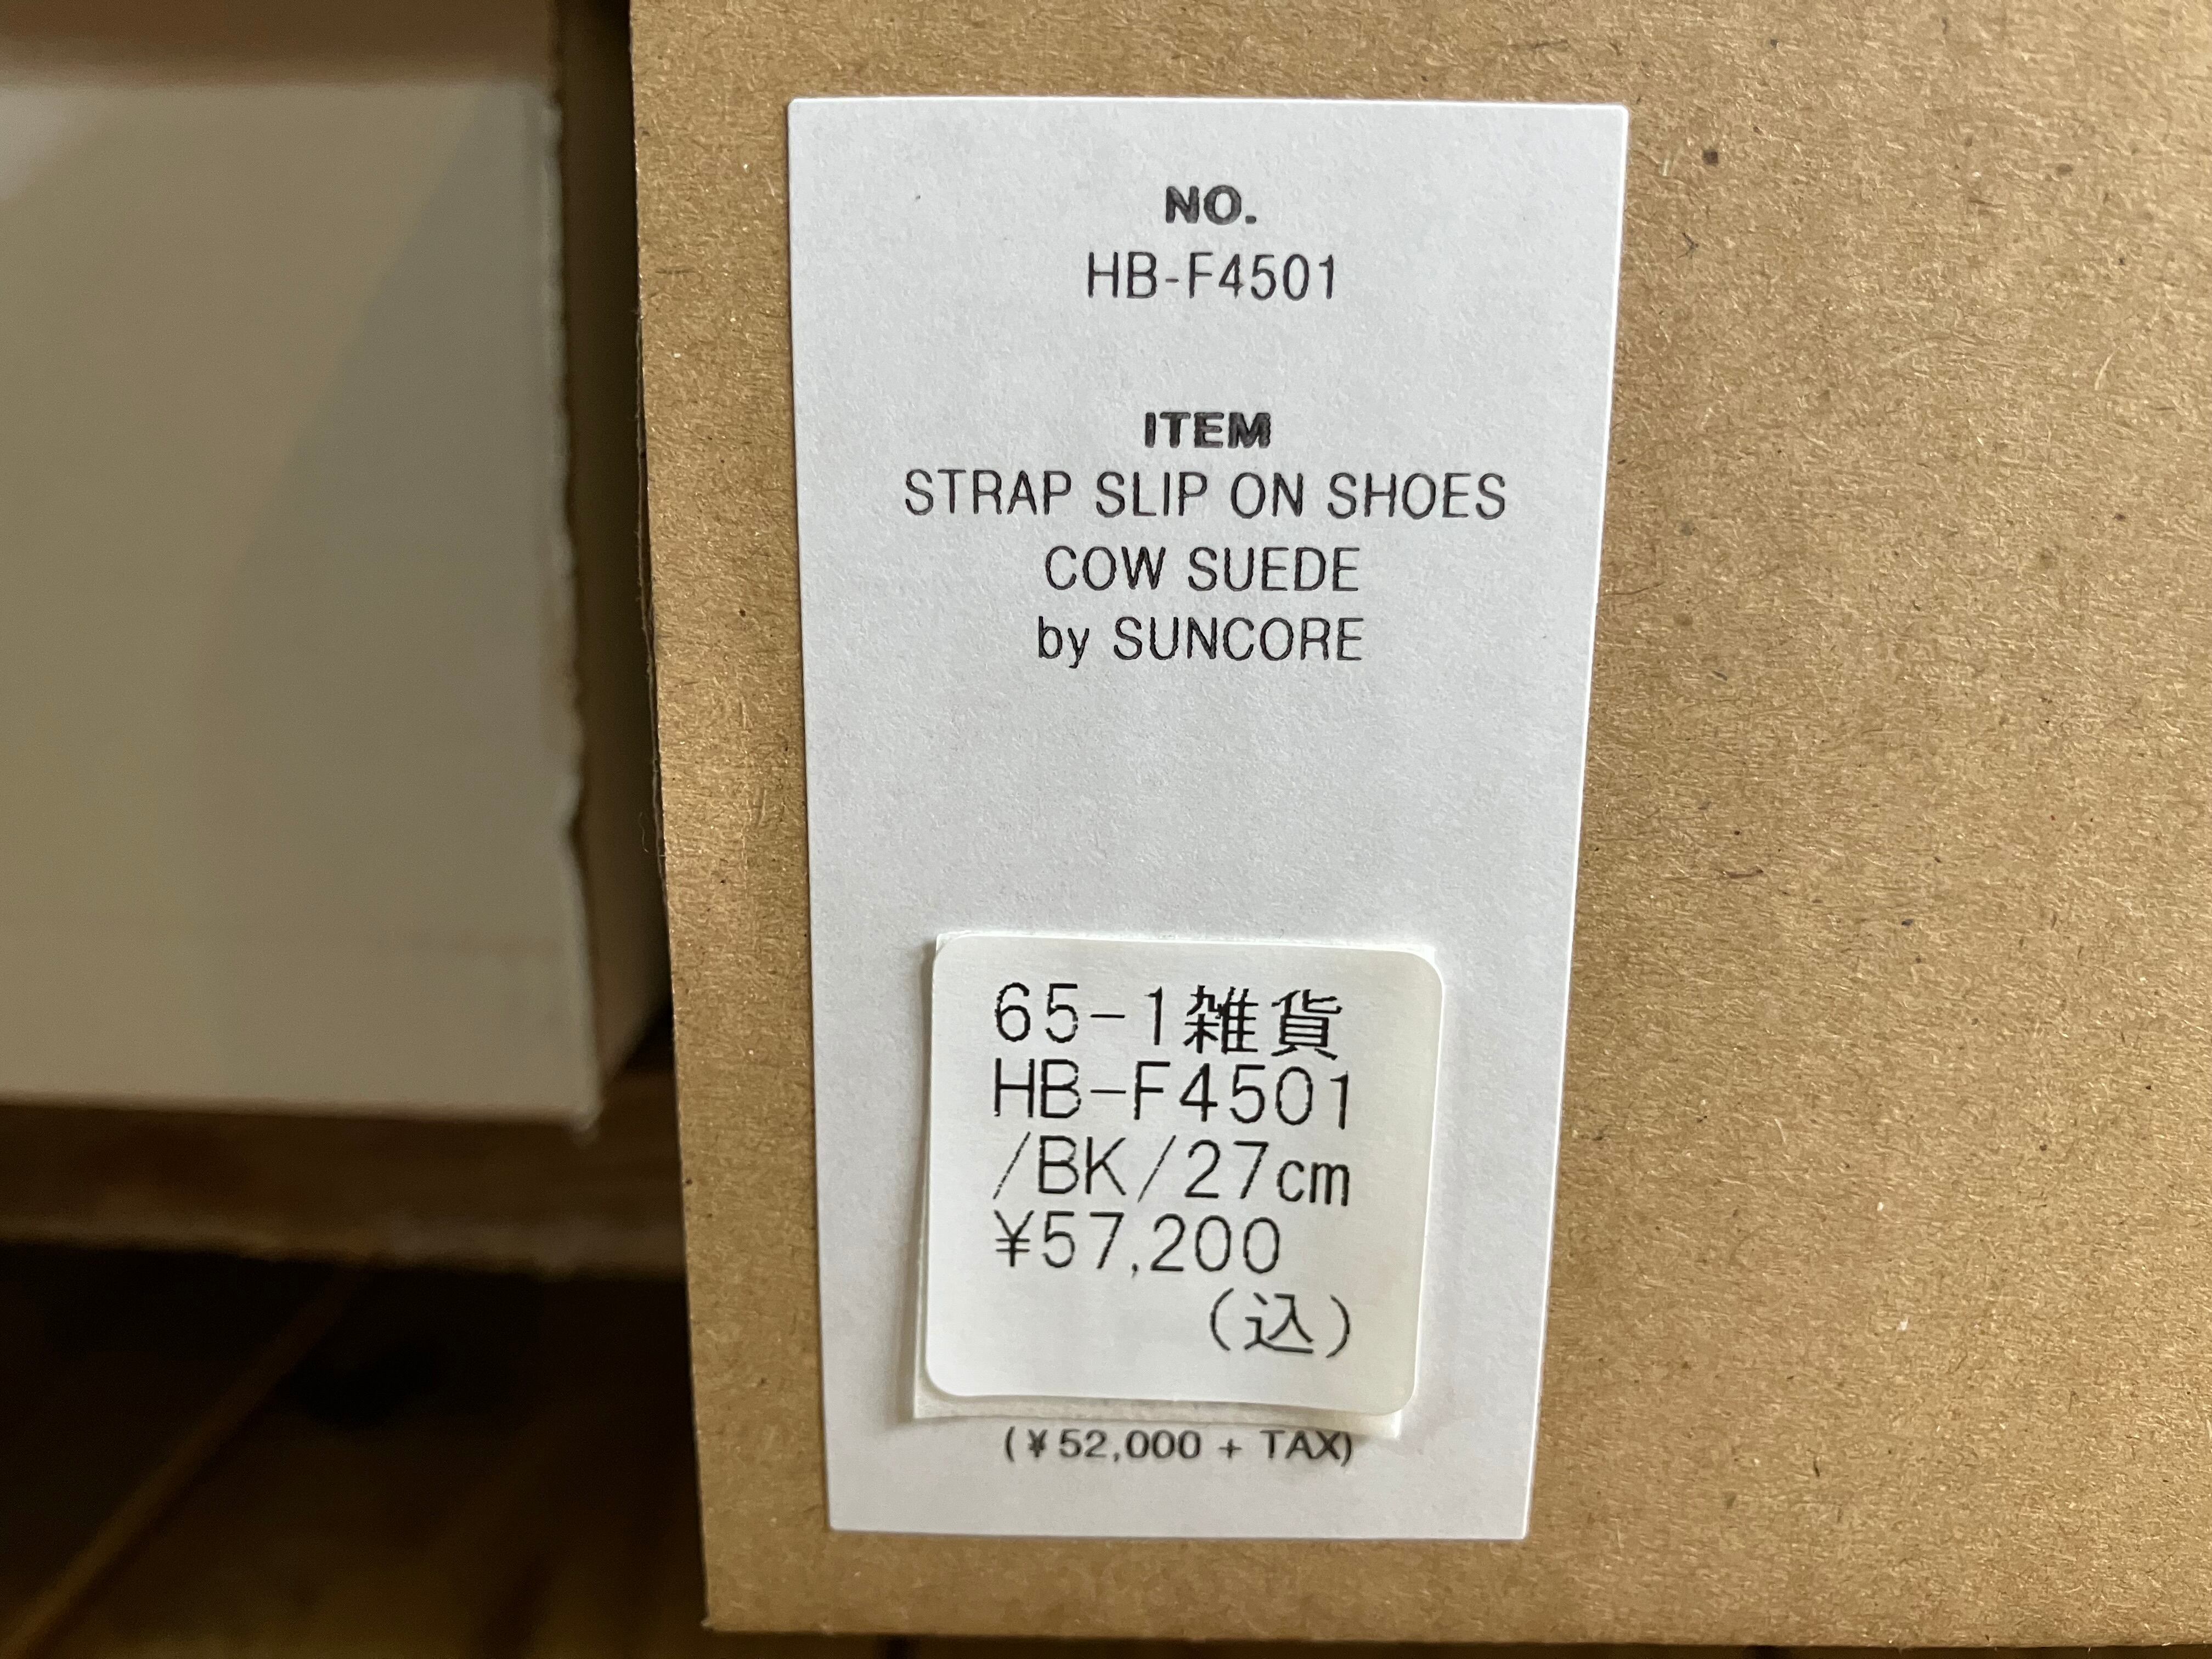 NO.
HB-F4501
ITEM
STRAP SLIP ON SHOES
COW SUEDE
by SUNCORE
65-1雑貨
HB-F4501
/BK/27cm
¥57,200
(込)
(¥52,000 + TAX)